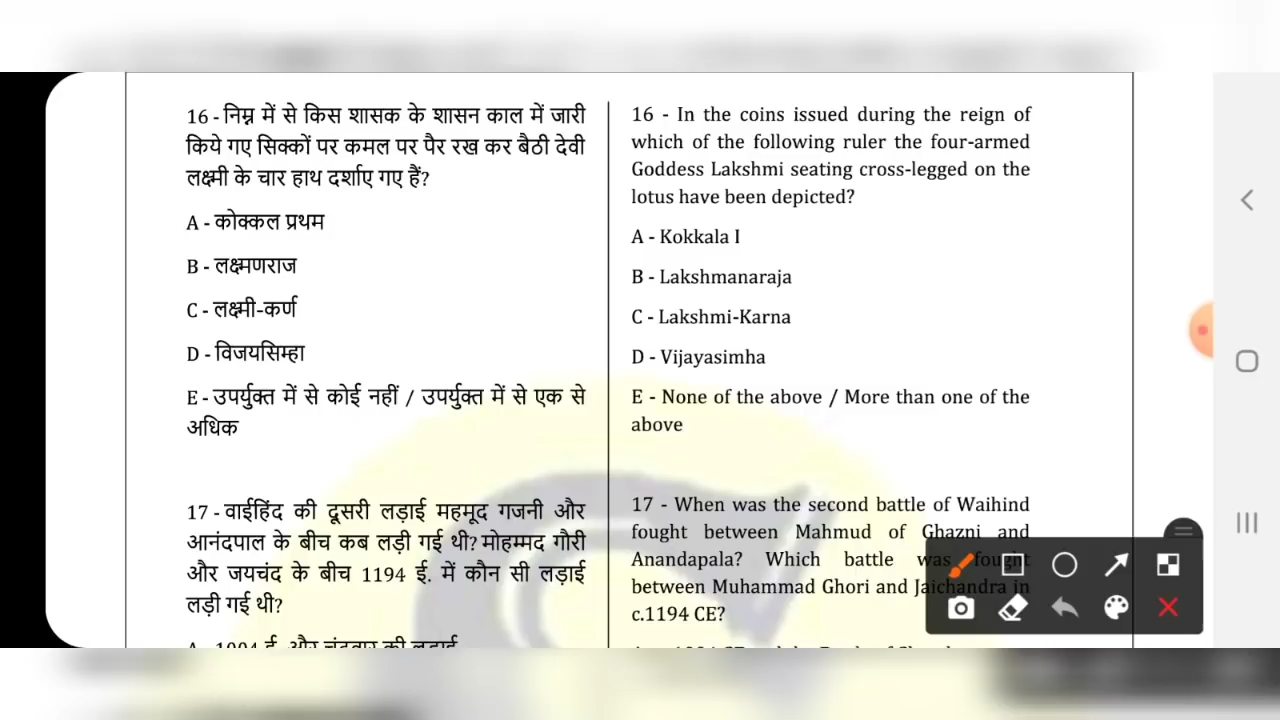 16 - निम्न में से किस शासक के शासन काल में जारी
किये गए सिक्कों पर कमल पर पैर रख कर बैठी देवी
लक्ष्मी के चार हाथ दर्शाए गए हैं?
A - कोक्कल प्रथम
B - लक्ष्मणराज
C - लक्ष्मी-कर्ण
D - विजयसिम्हा
E - उपर्युक्त में से कोई नहीं / उपर्युक्त में से एक से
अधिक
17 - वाईहिंद की दूसरी लड़ाई महमूद गजनी और
आनंदपाल के बीच कब लड़ी गई थी? मोहम्मद गौरी
और जयचंद के बीच 1194 ई. में कौन सी लड़ाई
लड़ी गई थी?
16 - In the coins issued during the reign of
which of the following ruler the four-armed
Goddess Lakshmi seating cross-legged on the
lotus have been depicted?
A - Kokkala I
B - Lakshmanaraja
C - Lakshmi-Karna
D - Vijayasimha
E - None of the above / More than one of the
above
17 - When was the second battle of Waihind
fought between Mahmud of Ghazni and
Anandapala? Which battle was fought
between Muhammad Ghori and Jaichandra in
c.1194 CE?